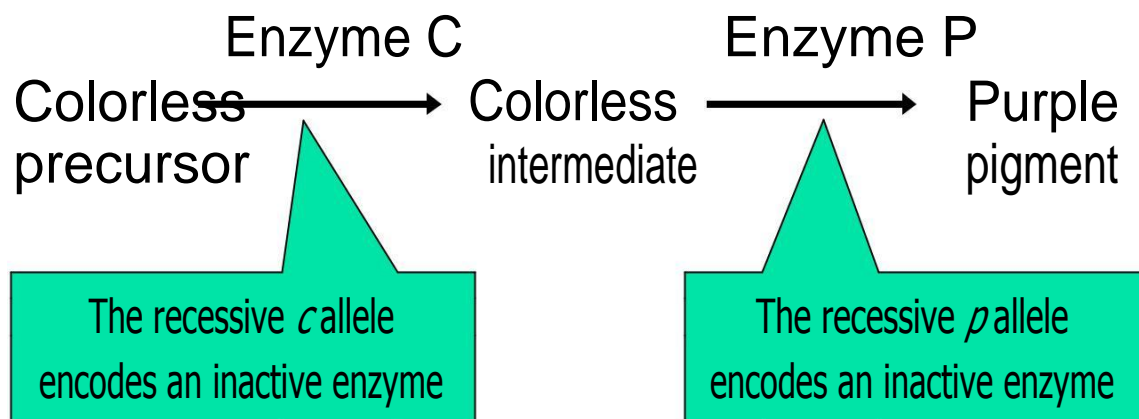 Enzyme C
Enzyme P
Colorless
precursor
Colorless
intermediate
Purple
pigment
The recessive c allele
encodes an inactive enzyme
The recessive p allele
encodes an inactive enzyme